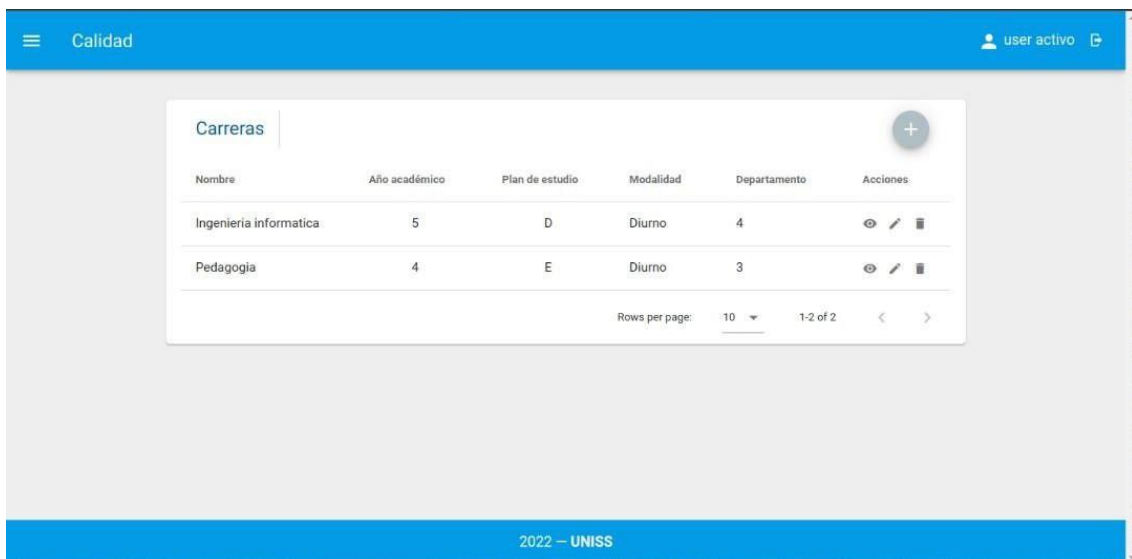 Calidad user activo
Carreras
Nombre Año académico Plan de estudio Modalidad Departamento Acciones
Ingenieria informatica 5 D Diurno 4
Pedagogia 4 E Diurno 3
Rows per page: 10 1-2 of 2
2022 — UNISS